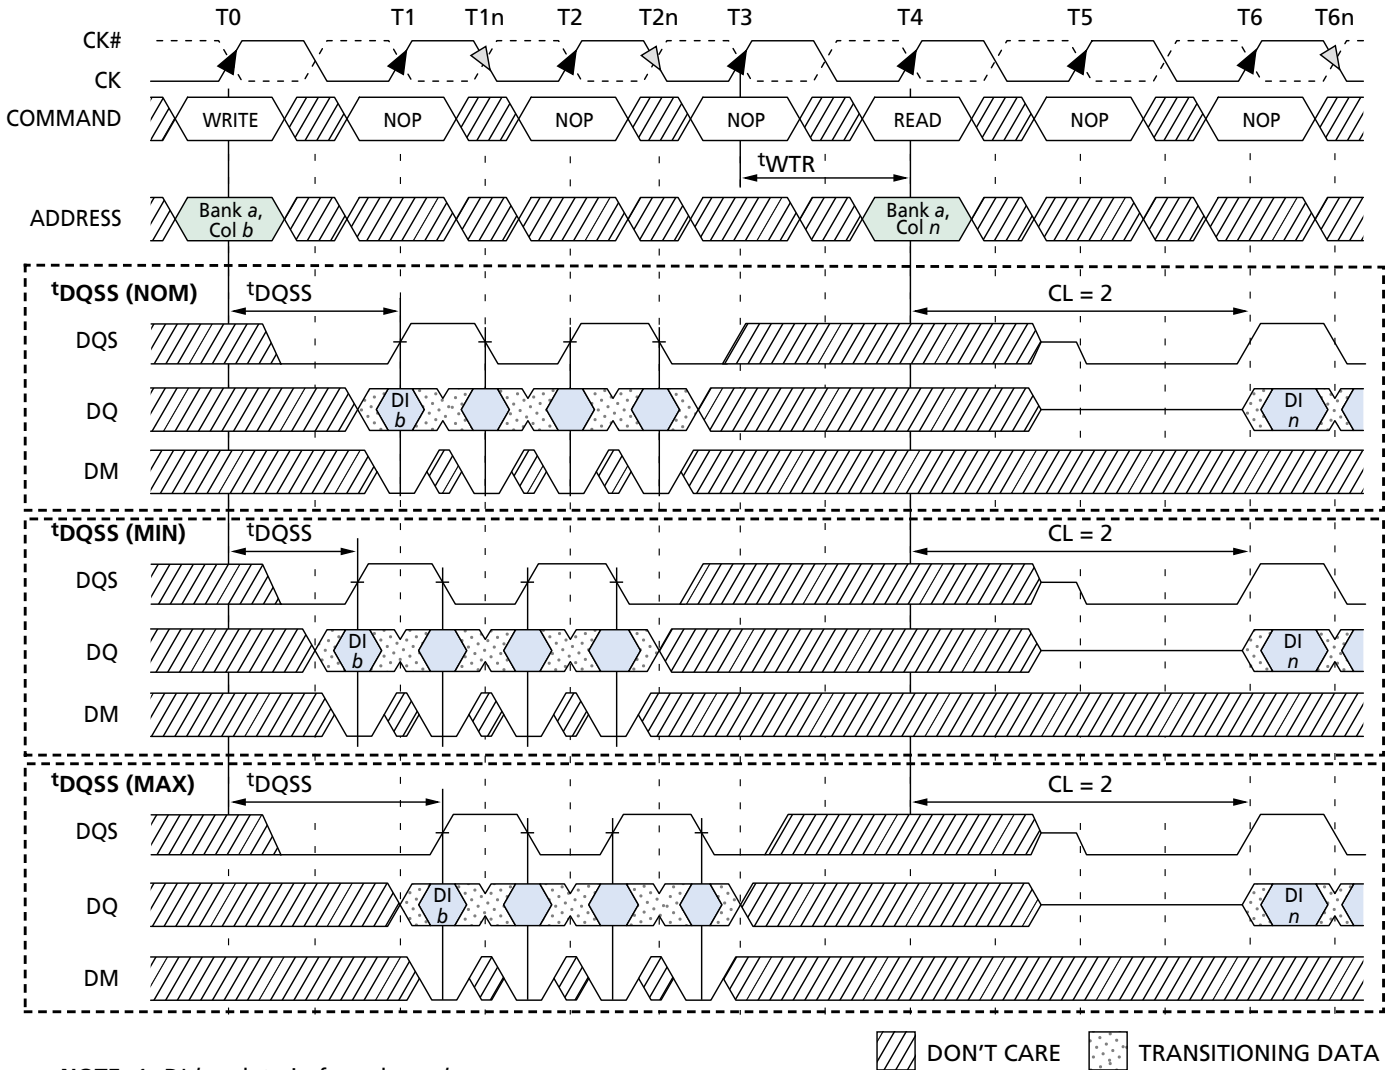 T0 T1 T1n T2 T2n T3 T4 T5 T6 T6n
CK#
CK
COMMAND WRITE NOP NOP NOP READ NOP NOP
tWTR
ADDRESS Bank a, Col b Bank a, Col n
tDQSS (NOM) tDQSS CL = 2
DQS
DQ DI b DI n
DM
tDQSS (MIN) tDQSS CL = 2
DQS
DQ DI b DI n
DM
tDQSS (MAX) tDQSS CL = 2
DQS
DQ DI b DI n
DM
DON'T CARE TRANSITIONING DATA